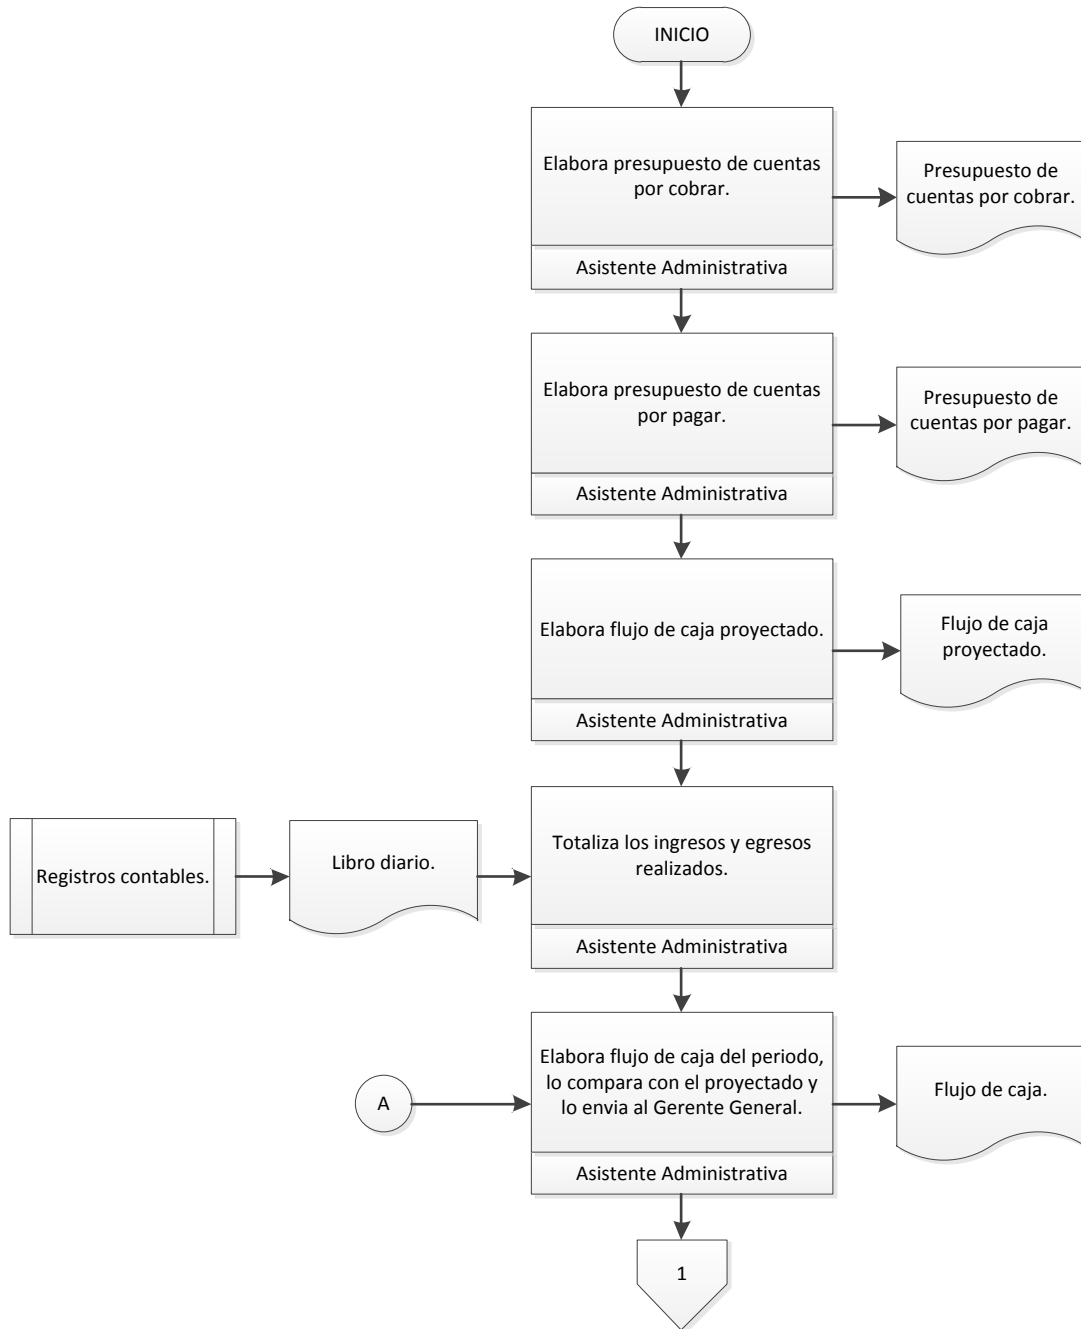 INICIO
Elabora presupuesto de cuentas
por cobrar.
Asistente Administrativa
Presupuesto de
cuentas por cobrar.
Elabora presupuesto de cuentas
por pagar.
Asistente Administrativa
Presupuesto de
cuentas por pagar.
Elabora flujo de caja proyectado.
Asistente Administrativa
Flujo de caja
proyectado.
Registros contables.
Libro diario.
Totaliza los ingresos y egresos
realizados.
Asistente Administrativa
A
Elabora flujo de caja del periodo,
lo compara con el proyectado y
lo envia al Gerente General.
Asistente Administrativa
Flujo de caja.
1